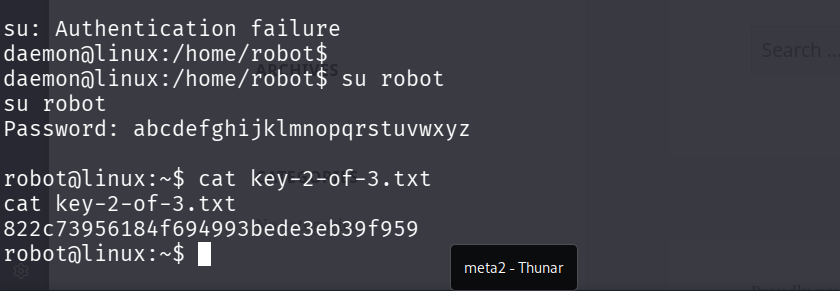 su: Authentication failure
daemon@linux:/home/robot$
daemon@linux:/home/robot$ su robot
su robot
Password: abcdefghijklmnopqrstuvwxyz
robot@linux:~$ cat key-2-of-3.txt
cat key-2-of-3.txt
822c73956184f694993bede3eb39f959
robot@linux:~$
Search ...
meta2 - Thunar